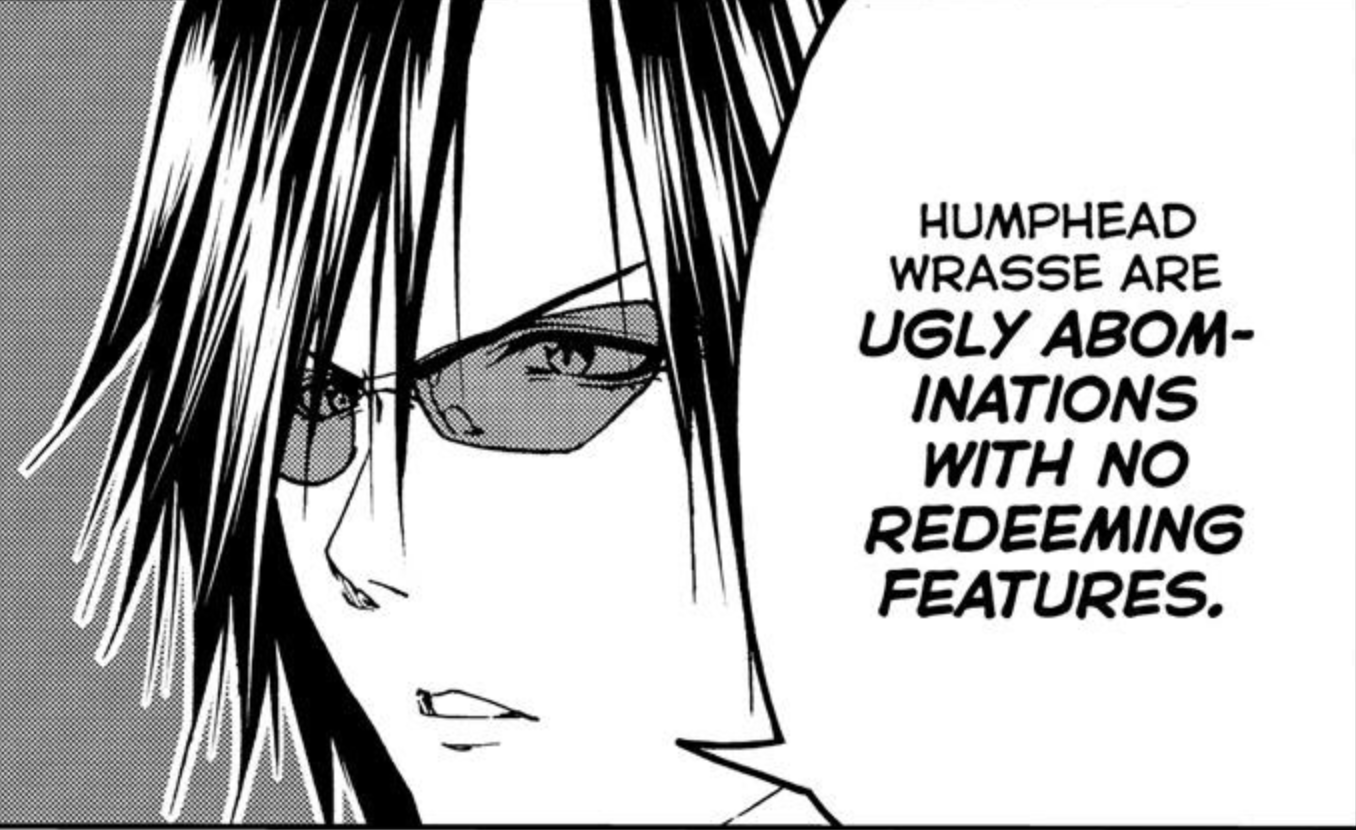 HUMPHEAD
WRASSE ARE
UGLY ABOM-
INATIONS
WITH NO
REDEEMING
FEATURES.